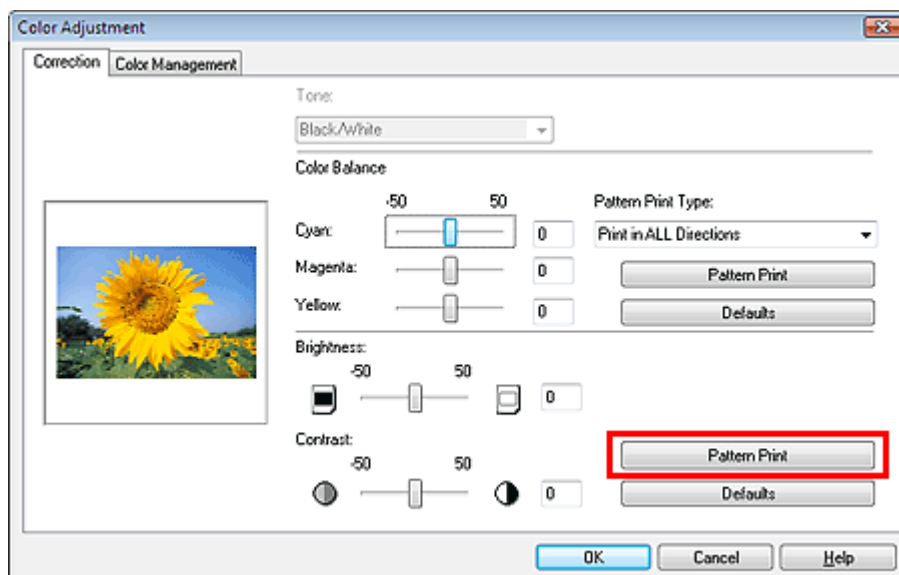 Color Adjustment
Correction Color Management
Tone:
Black/White
Color Balance
-50 50 Pattern Print Type:
Cyan: 0 Print in ALL Directions
Magenta: 0 Pattern Print
Yellow: 0 Defaults
Brightness:
-50 50
0
Contrast:
Pattern Print
-50 50
0 Defaults
OK Cancel Help